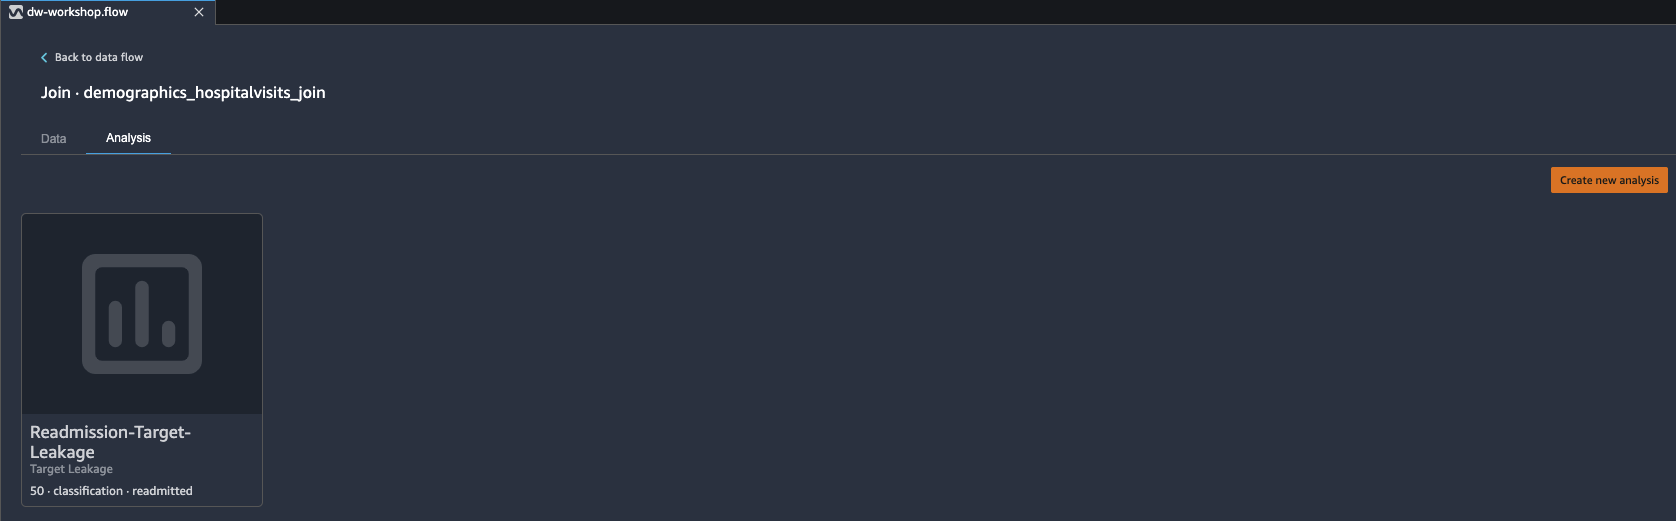 dw-workshop.flow
Back to data flow
Join · demographics_hospitalvisits_join
Data Analysis
Create new analysis
Readmission-Target-
Leakage
Target Leakage
50 · classification · readmitted